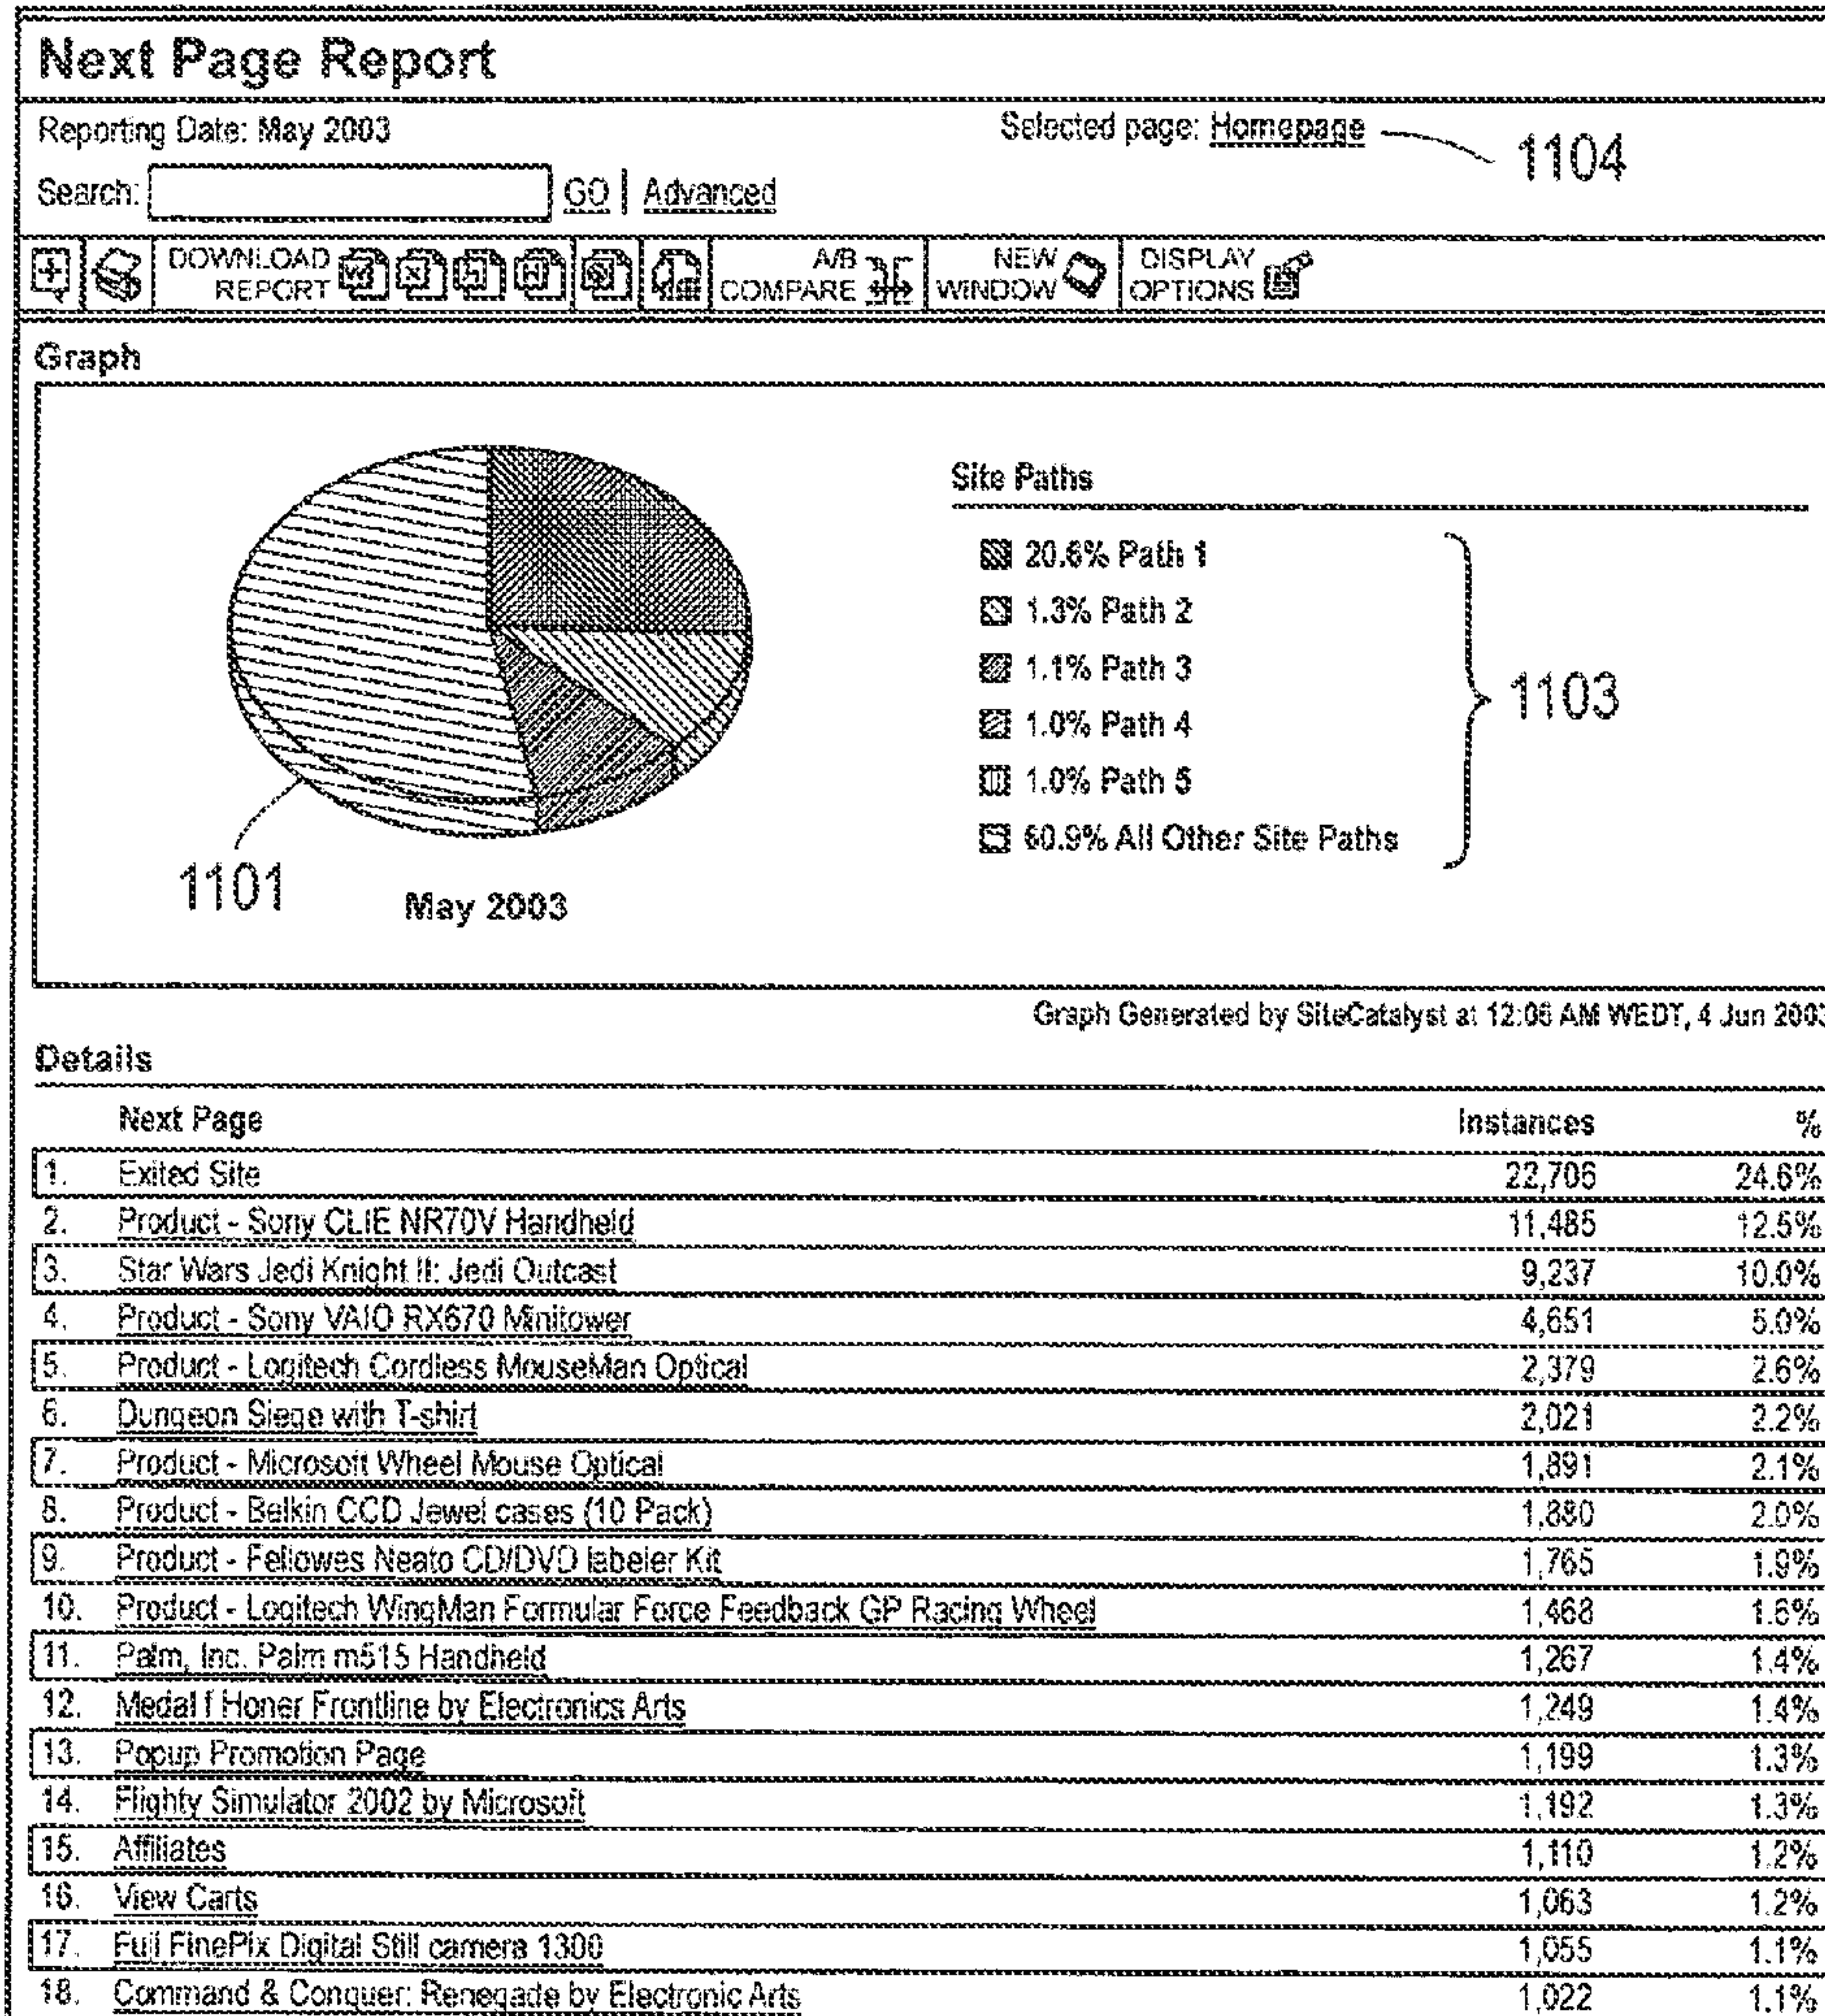 Next Page Report
Reporting Date: May 2003
Selected page: Homepage
1104
Search:
GO | Advanced
DOWNLOAD REPORT
A/B COMPARE
NEW WINDOW
DISPLAY OPTIONS
Graph
Site Paths
20.6% Path 1
1.3% Path 2
1.1% Path 3
1.0% Path 4
1.0% Path 5
60.9% All Other Site Paths
1103
1101
May 2003
Graph Generated by SiteCatalyst at 12:06 AM WEDT, 4 Jun 2003
Details
Next Page Instances %
1. Exited Site 22,706 24.6%
2. Product - Sony CLIE NR70V Handheld 11,485 12.5%
3. Star Wars Jedi Knight II: Jedi Outcast 9,237 10.0%
4. Product - Sony VAIO RX670 Minitower 4,651 5.0%
5. Product - Logitech Cordless MouseMan Optical 2,379 2.6%
6. Dungeon Siege with T-shirt 2,021 2.2%
7. Product - Microsoft Wheel Mouse Optical 1,891 2.1%
8. Product - Belkin CCD Jewel cases (10 Pack) 1,880 2.0%
9. Product - Fellowes Neato CD/DVD labeler Kit 1,765 1.9%
10. Product - Logitech WingMan Formular Force Feedback GP Racing Wheel 1,468 1.6%
11. Palm, Inc. Palm m515 Handheld 1,267 1.4%
12. Medal f Honer Frontline by Electronics Arts 1,249 1.4%
13. Popup Promotion Page 1,199 1.3%
14. Flighty Simulator 2002 by Microsoft 1,192 1.3%
15. Affiliates 1,110 1.2%
16. View Carts 1,063 1.2%
17. Fuji FinePix Digital Still camera 1300 1,055 1.1%
18. Command & Conquer: Renegade by Electronic Arts 1,022 1.1%